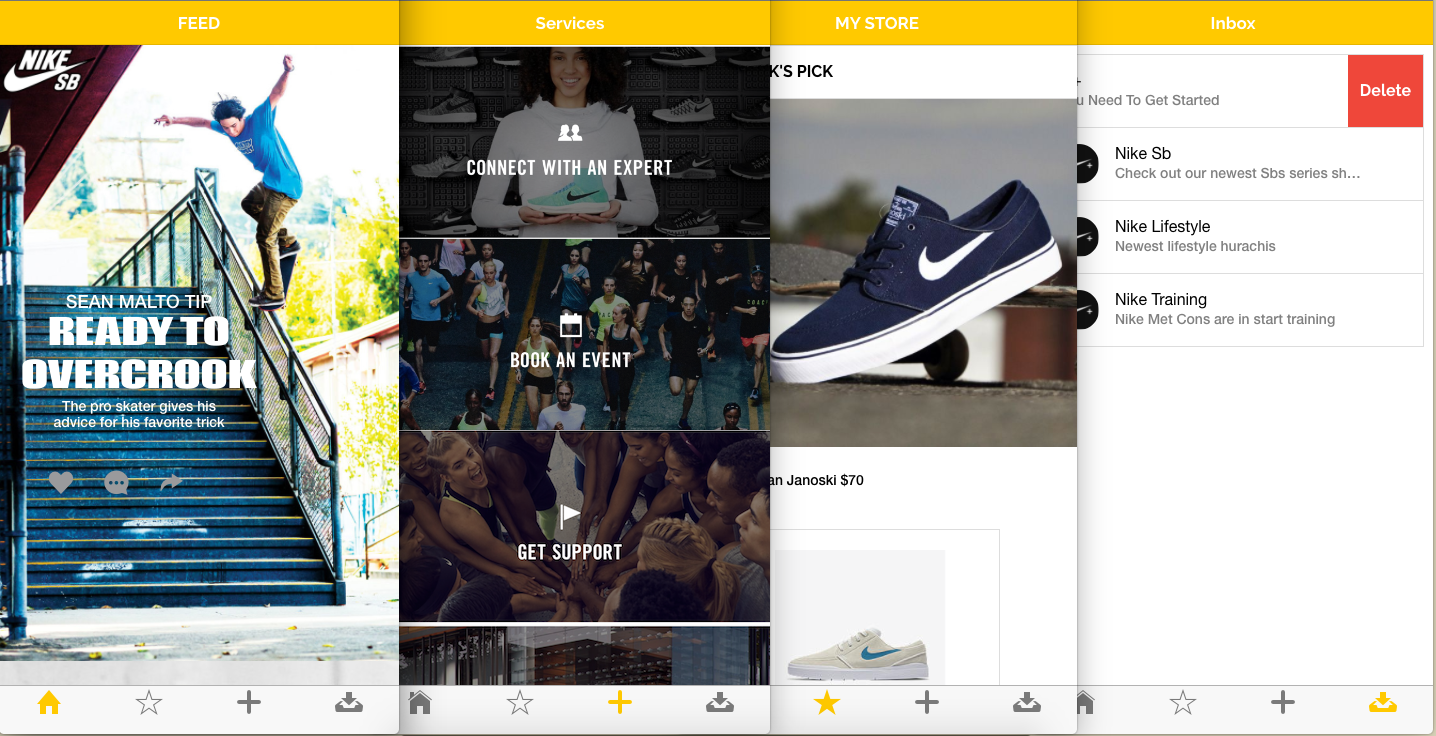 FEED
NIKE
SB
SEAN MALTO TIP
READY TO
OVERCROOK
The pro skater gives his
advice for his favorite trick
Services
CONNECT WITH AN EXPERT
BOOK AN EVENT
GET SUPPORT
MY STORE
K'S PICK
an Janoski $70
Inbox
u Need To Get Started
Delete
Nike Sb
Check out our newest Sbs series sh...
Nike Lifestyle
Newest lifestyle hurachis
Nike Training
Nike Met Cons are in start training